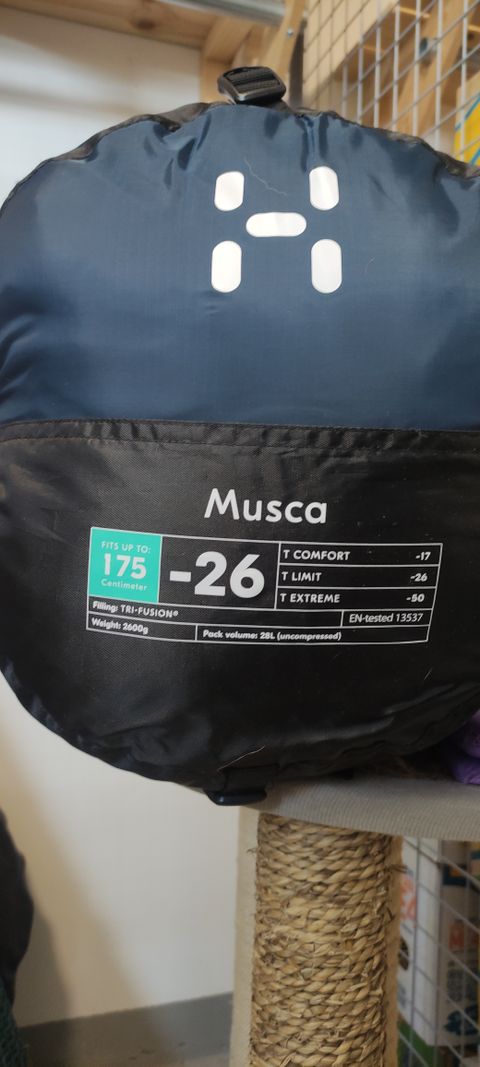 Musca
FITS UP TO:
175
Centimeter
-26
T COMFORT -17
T LIMIT -26
T EXTREME -50
Filling: TRI-FUSION®
EN-tested 13537
Weight: 2600g
Pack volume: 28L (uncompressed)